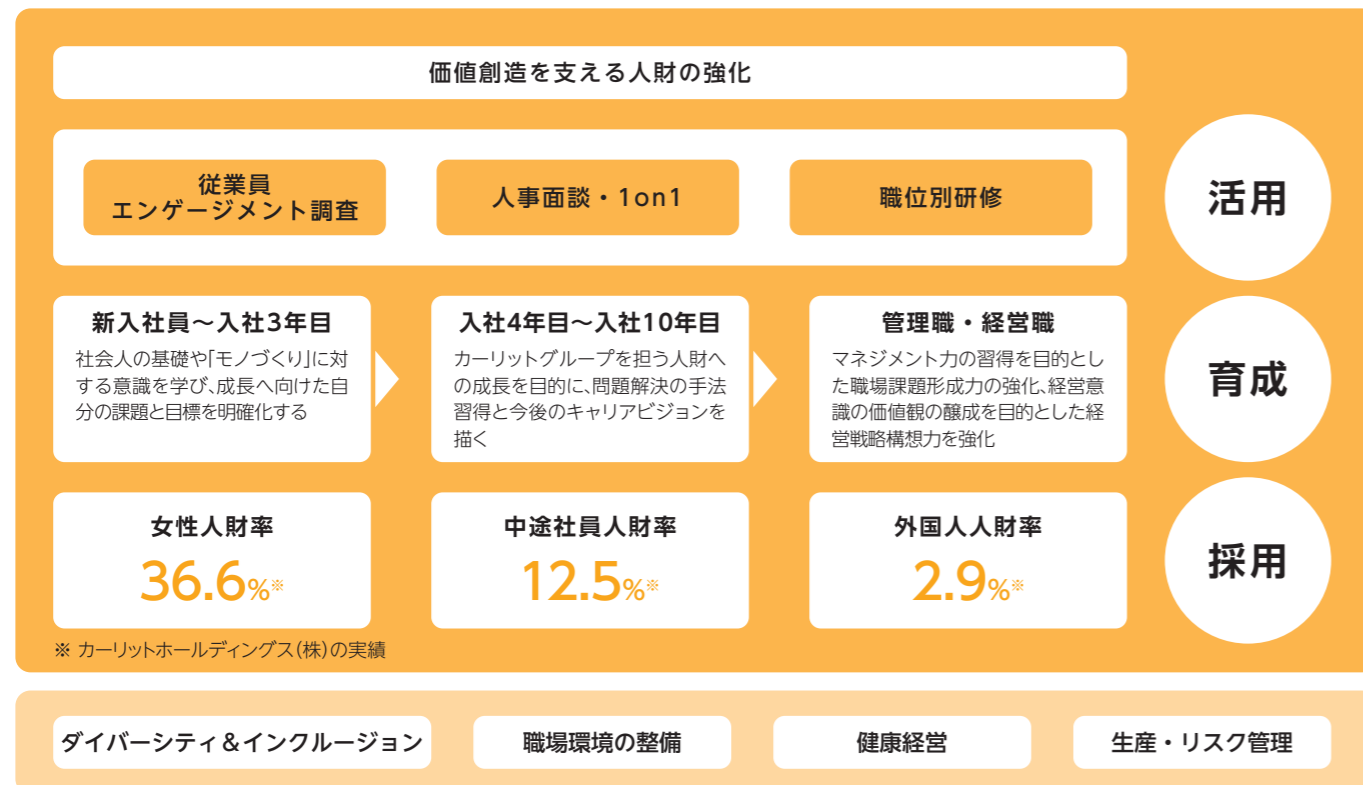 価値創造を支える人財の強化
従業員
エンゲージメント調査
人事面談・1on1
職位別研修
活用
新入社員～入社3年目
社会人の基礎や「モノづくり」に対
する意識を学び、成長へ向けた自
分の課題と目標を明確化する
入社4年目～入社10年目
カーリットグループを担う人財へ
の成長を目的に、問題解決の手法
習得と今後のキャリアビジョンを
描く
管理職・経営職
マネジメント力の習得を目的とし
た職場課題形成力の強化、経営意
識の価値観の醸成を目的とした経
営戦略構想力を強化
育成
女性人財率
36.6%※
中途社員人財率
12.5%※
外国人人財率
2.9%※
採用
※ カーリットホールディングス(株)の実績
ダイバーシティ＆インクルージョン
職場環境の整備
健康経営
生産・リスク管理